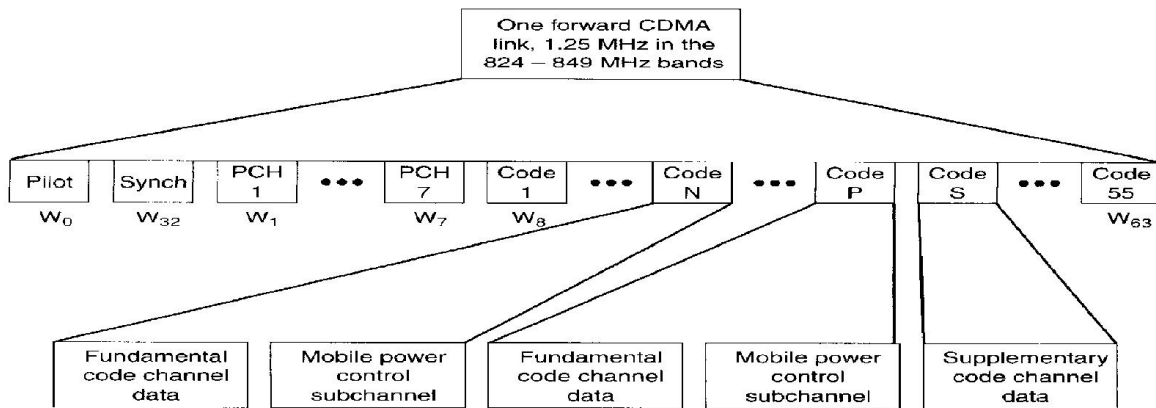 One forward CDMA
link, 1.25 MHz in the
824 – 849 MHz bands
Pilot
Synch
PCH
1
•••
PCH
7
Code
1
•••
Code
N
•••
Code
P
Code
S
•••
Code
55
W0
W32
W1
W7
W8
W63
Fundamental
code channel
data
Mobile power
control
subchannel
Fundamental
code channel
data
Mobile power
control
subchannel
Supplementary
code channel
data